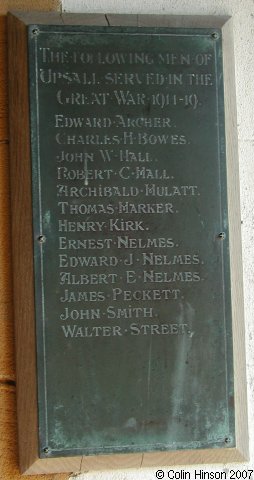 THE FOLLOWING MEN OF
UPSALL SERVED IN THE
GREAT WAR·1914-19.
EDWARD·ARCHER.
CHARLES·H·BOWES.
JOHN·W·HALL.
ROBERT·C·HALL.
ARCHIBALD·MULATT.
THOMAS·MARKER.
HENRY·KIRK.
ERNEST·NELMES.
EDWARD·J·NELMES.
ALBERT·E·NELMES.
JAMES·PECKETT.
JOHN·SMITH.
WALTER·STREET.
© Colin Hinson 2007